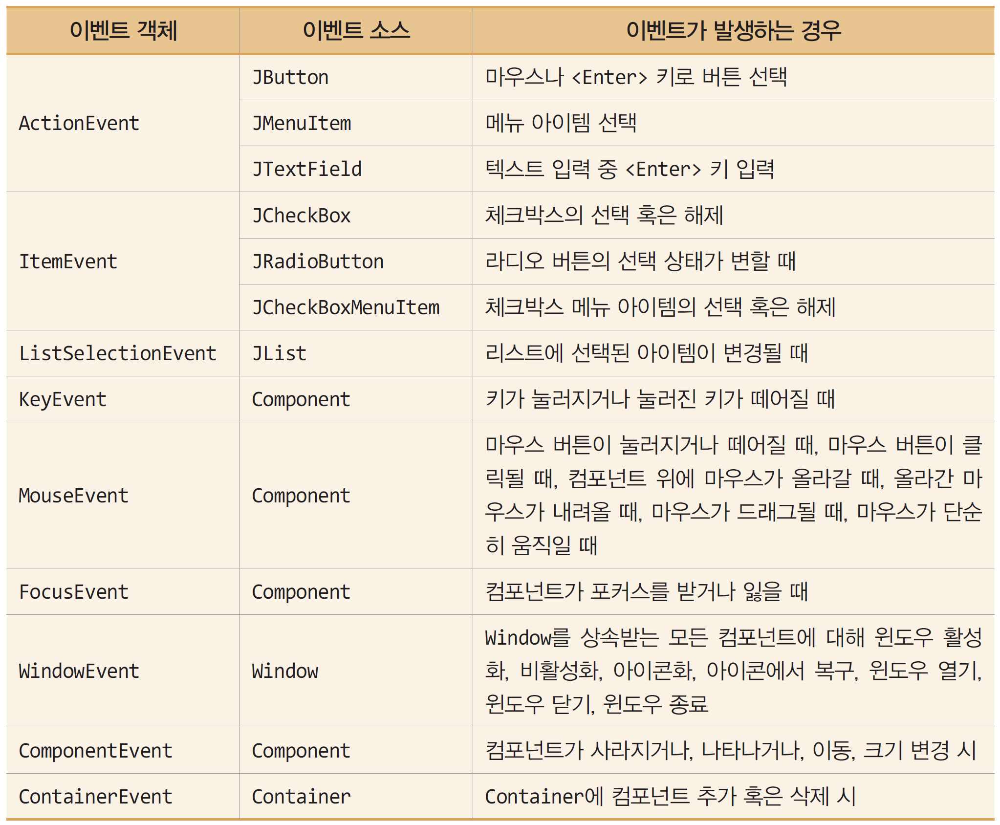 이벤트 객체 이벤트 소스 이벤트가 발생하는 경우
ActionEvent
JButton 마우스나 <Enter> 키로 버튼 선택
JMenuItem 메뉴 아이템 선택
JTextField 텍스트 입력 중 <Enter> 키 입력
ItemEvent
JCheckBox 체크박스의 선택 혹은 해제
JRadioButton 라디오 버튼의 선택 상태가 변할 때
JCheckBoxMenuItem 체크박스 메뉴 아이템의 선택 혹은 해제
ListSelectionEvent JList 리스트에 선택된 아이템이 변경될 때
KeyEvent Component 키가 눌러지거나 눌러진 키가 떼어질 때
MouseEvent Component 마우스 버튼이 눌러지거나 떼어질 때, 마우스 버튼이 클
릭될 때, 컴포넌트 위에 마우스가 올라갈 때, 올라간 마
우스가 내려올 때, 마우스가 드래그될 때, 마우스가 단순
히 움직일 때
FocusEvent Component 컴포넌트가 포커스를 받거나 잃을 때
WindowEvent Window Window를 상속받는 모든 컴포넌트에 대해 윈도우 활성
화, 비활성화, 아이콘화, 아이콘에서 복구, 윈도우 열기,
윈도우 닫기, 윈도우 종료
ComponentEvent Component 컴포넌트가 사라지거나, 나타나거나, 이동, 크기 변경 시
ContainerEvent Container Container에 컴포넌트 추가 혹은 삭제 시